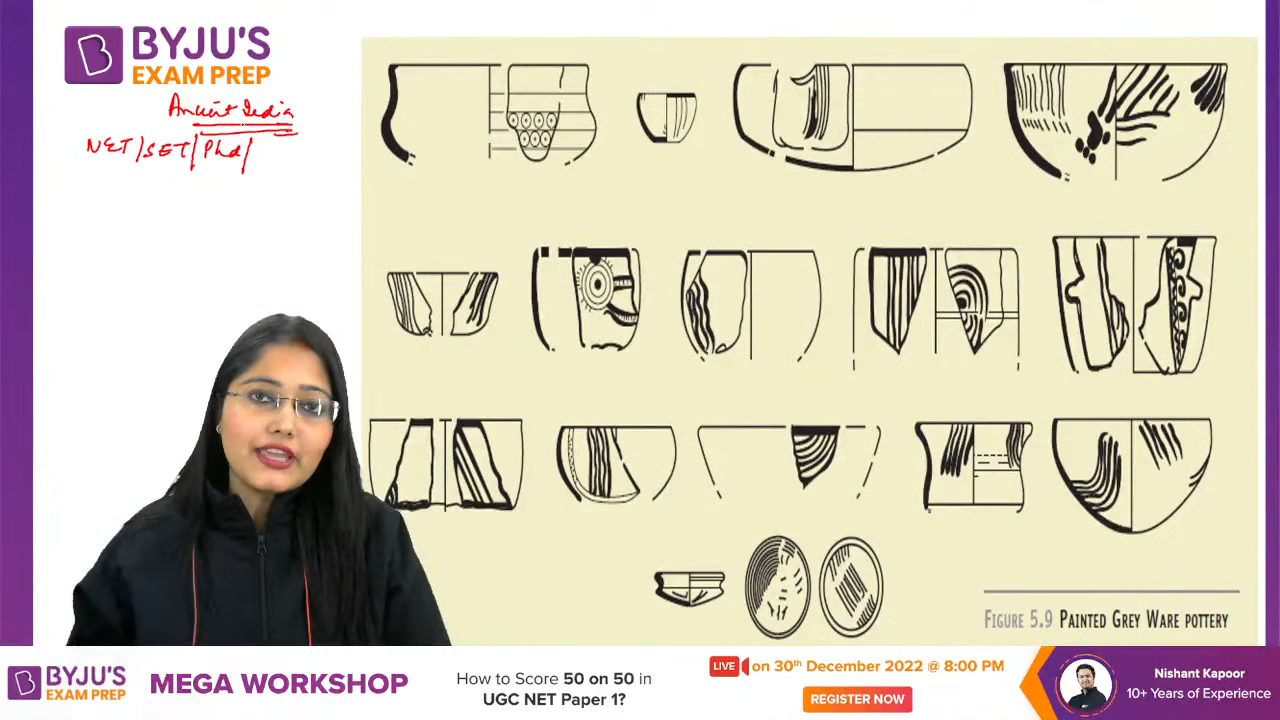 BYJU'S
EXAM PREP
Ancient India
NET/SET/Phd/
FIGURE 5.9 PAINTED GREY WARE POTTERY
BYJU'S
EXAM PREP
MEGA WORKSHOP
How to Score 50 on 50 in
UGC NET Paper 1?
LIVE on 30th December 2022 @ 8:00 PM
REGISTER NOW
Nishant Kapoor
10+ Years of Experience